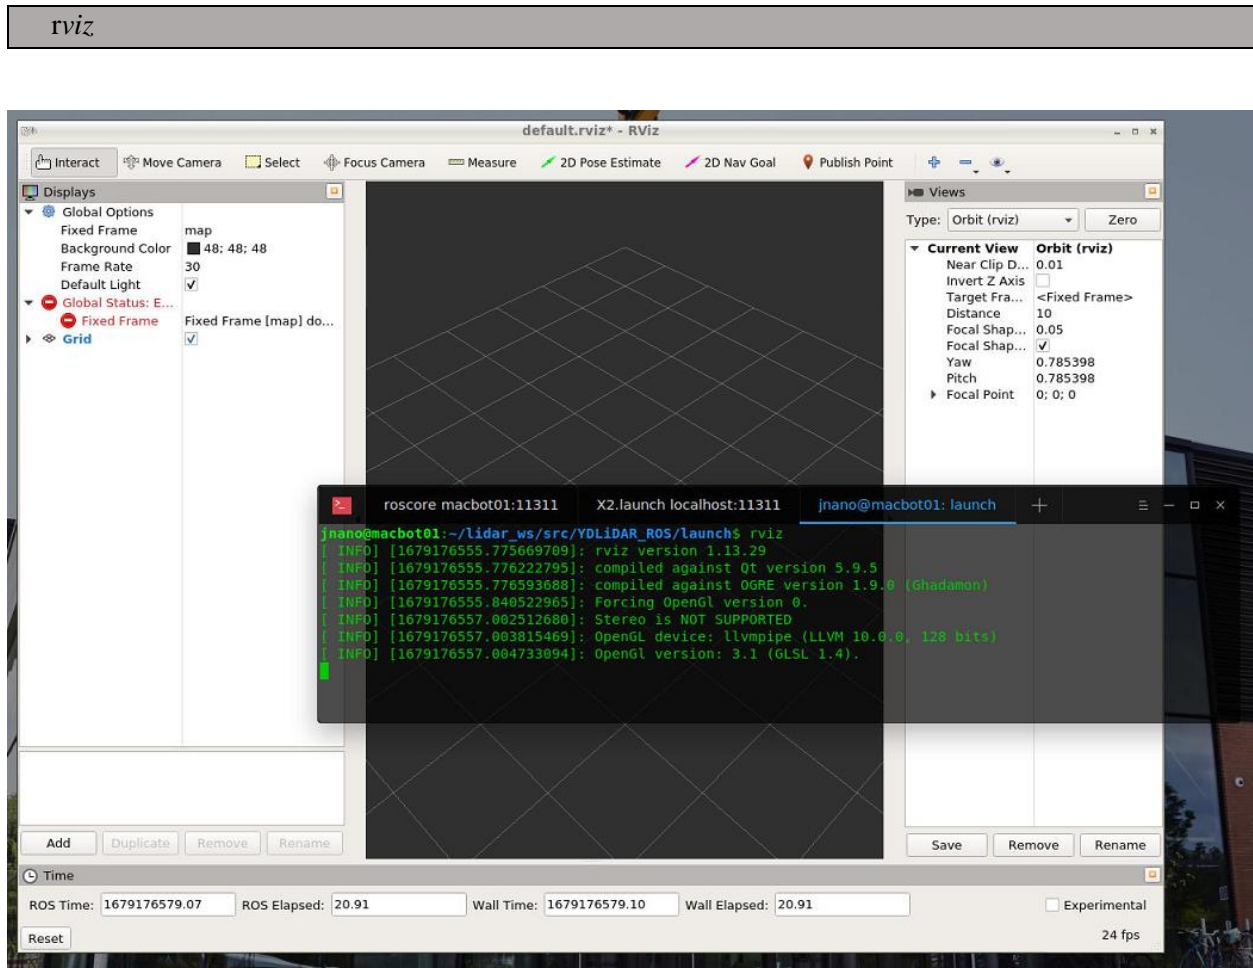 rviz
default.rviz* - RViz
Interact Move Camera Select Focus Camera Measure 2D Pose Estimate 2D Nav Goal Publish Point
Displays
Global Options
Fixed Frame map
Background Color 48; 48; 48
Frame Rate 30
Default Light
Global Status: E...
Fixed Frame Fixed Frame [map] do...
Grid
Views
Type: Orbit (rviz) Zero
Current View Orbit (rviz)
Near Clip D... 0.01
Invert Z Axis
Target Fra... <Fixed Frame>
Distance 10
Focal Shap... 0.05
Focal Shap...
Yaw 0.785398
Pitch 0.785398
Focal Point 0; 0; 0
roscore macbot01:11311 X2.launch localhost:11311 jnano@macbot01: launch
jnano@macbot01:~/lidar_ws/src/YDLiDAR_ROS/launch$ rviz
[ INFO] [1679176555.775669709]: rviz version 1.13.29
[ INFO] [1679176555.776222795]: compiled against Qt version 5.9.5
[ INFO] [1679176555.776593688]: compiled against OGRE version 1.9.0 (Ghadamon)
[ INFO] [1679176555.840522965]: Forcing OpenGl version 0.
[ INFO] [1679176557.002512680]: Stereo is NOT SUPPORTED
[ INFO] [1679176557.003815469]: OpenGL device: llvmpipe (LLVM 10.0.0, 128 bits)
[ INFO] [1679176557.004733094]: OpenGl version: 3.1 (GLSL 1.4).
Add Duplicate Remove Rename
Save Remove Rename
Time
ROS Time: 1679176579.07 ROS Elapsed: 20.91 Wall Time: 1679176579.10 Wall Elapsed: 20.91 Experimental
Reset 24 fps